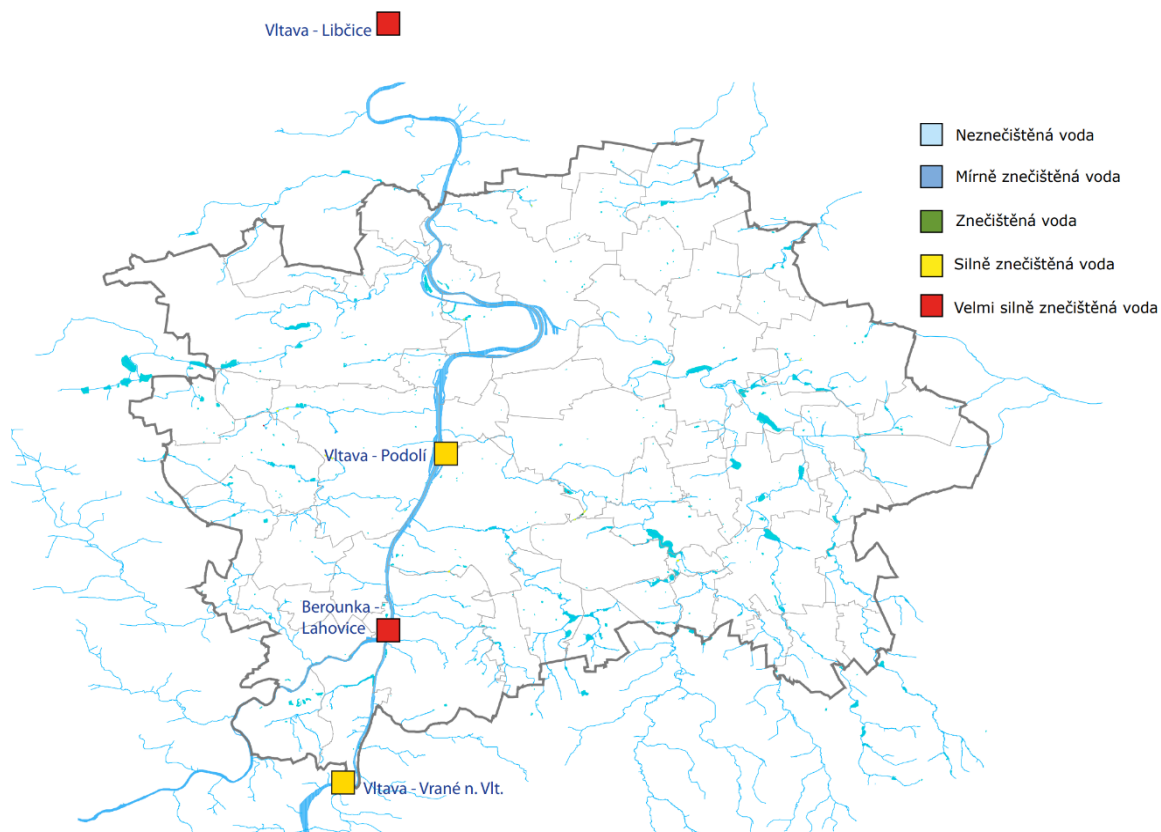 Vltava - Libčice
Neznečištěná voda
Mírně znečištěná voda
Znečištěná voda
Silně znečištěná voda
Velmi silně znečištěná voda
Vltava - Podolí
Berounka -
Lahovice
Vltava - Vrané n. Vlt.